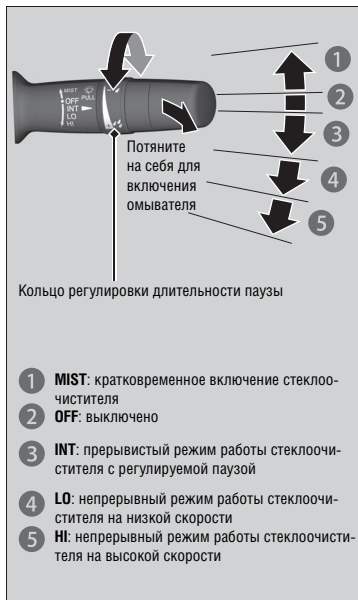 MIST
OFF PULL
INT
LO
HI
1
2
3
4
5
Потяните
на себя для
включения
омывателя
Кольцо регулировки длительности паузы
1 MIST: кратковременное включение стеклоо-
чистителя
2 OFF: выключено
3 INT: прерывистый режим работы стеклоочи-
стителя с регулируемой паузой
4 LO: непрерывный режим работы стеклоочи-
стителя на низкой скорости
5 HI: непрерывный режим работы стеклоочисти-
теля на высокой скорости